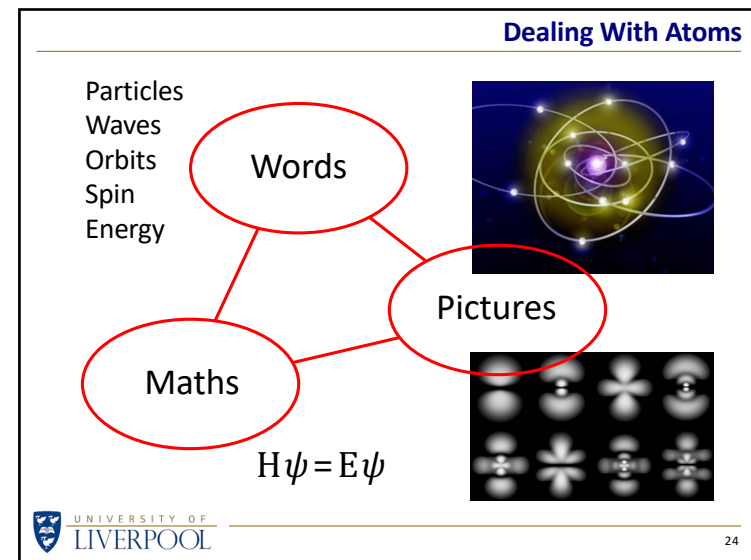 Dealing With Atoms
Particles
Waves
Orbits
Spin
Energy
Words
Pictures
Maths
Hψ=Eψ
UNIVERSITY OF
LIVERPOOL
24